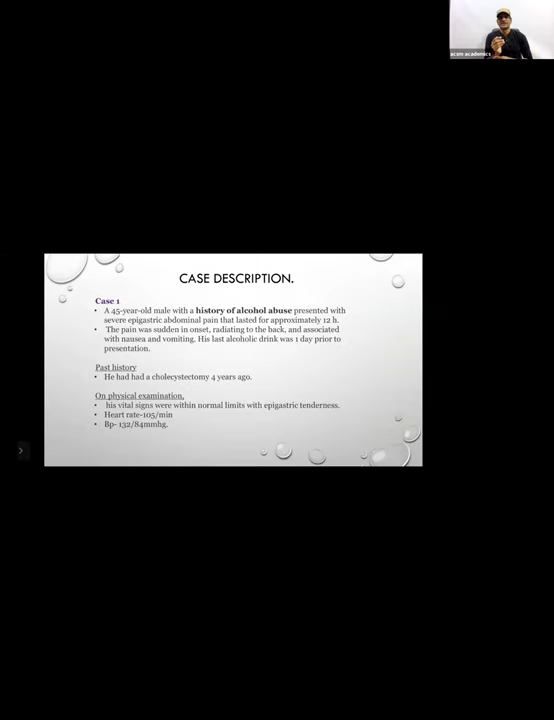 acsm academics
CASE DESCRIPTION.
Case 1
• A 45-year-old male with a history of alcohol abuse presented with
severe epigastric abdominal pain that lasted for approximately 12 h.
• The pain was sudden in onset, radiating to the back, and associated
with nausea and vomiting. His last alcoholic drink was 1 day prior to
presentation.
Past history
• He had had a cholecystectomy 4 years ago.
On physical examination,
• his vital signs were within normal limits with epigastric tenderness.
• Heart rate-105/min
• Bp- 132/84mmhg.